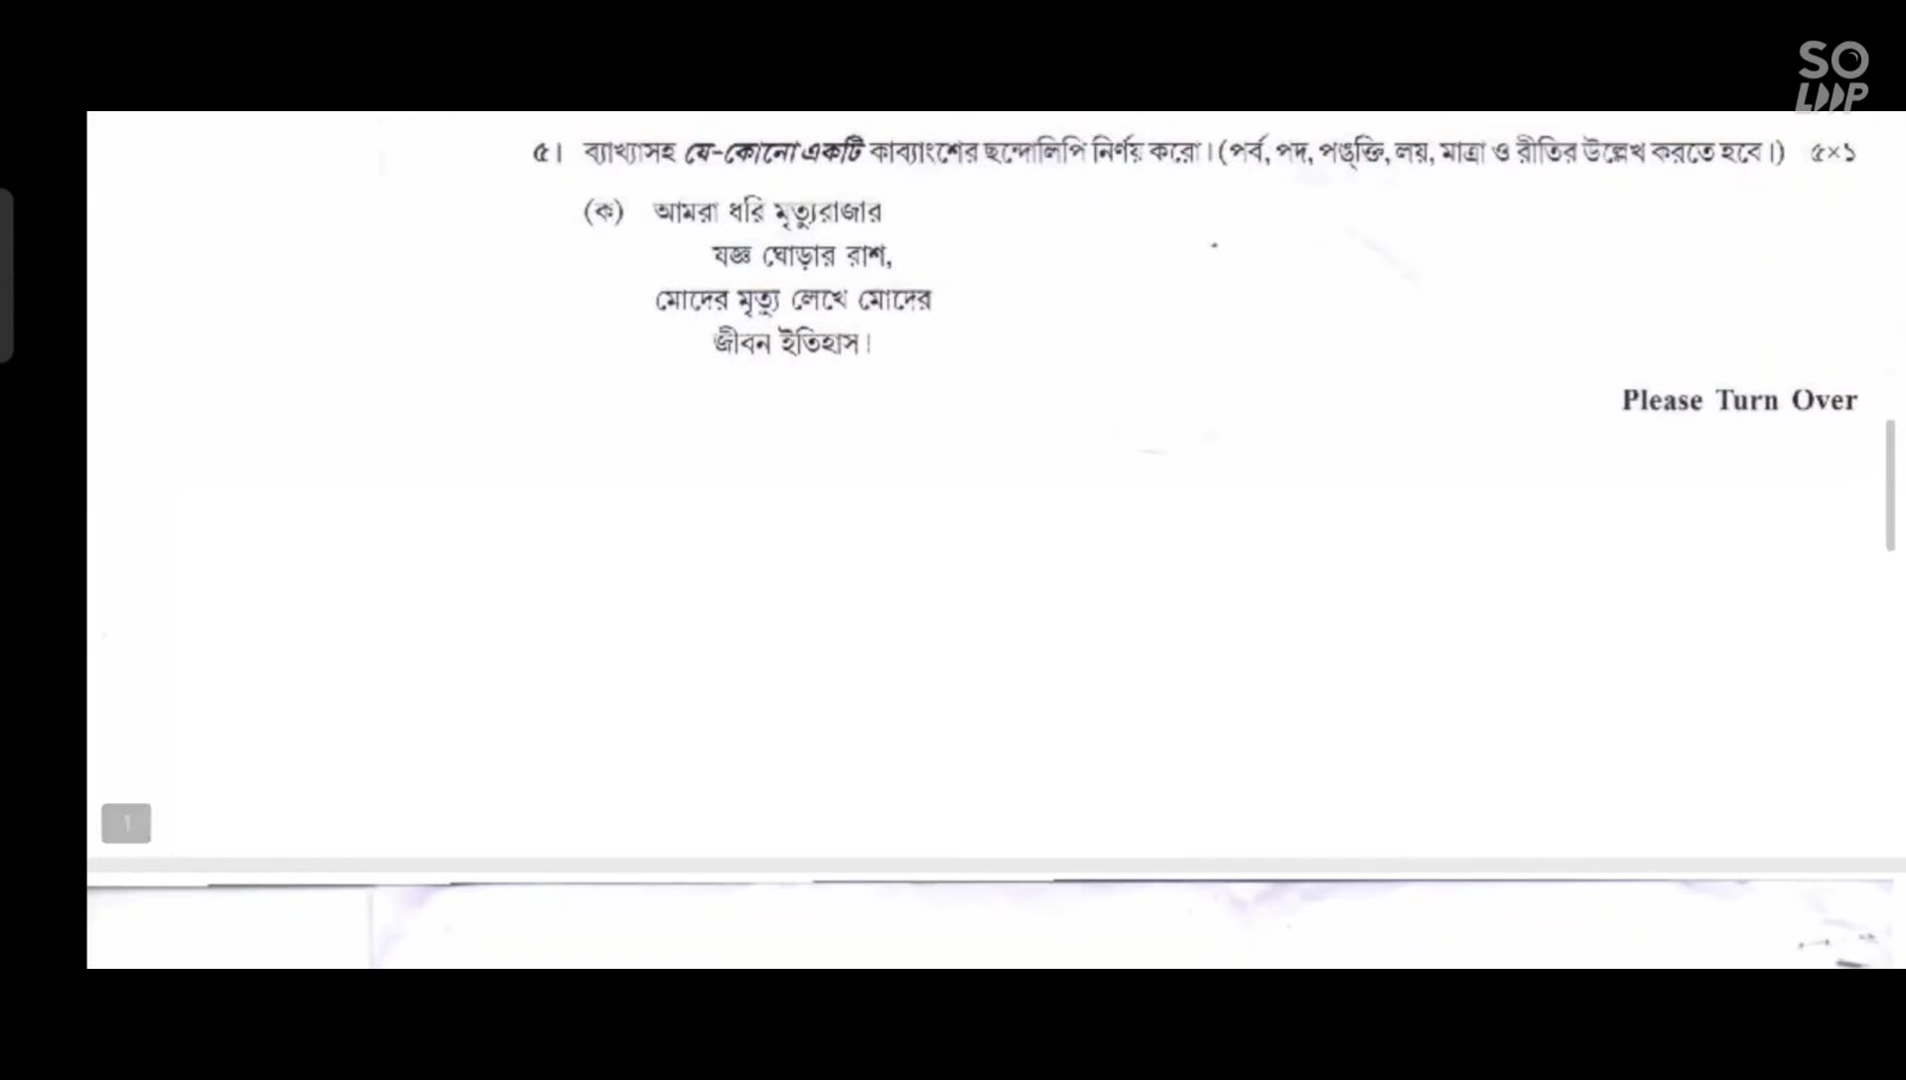 SO
LOOP
৫। ব্যাখ্যাসহ যে-কোনো একটি কাব্যাংশের ছন্দোলিপি নির্ণয় করো। (পর্ব, পদ, পঙ্‌ক্তি, লয়, মাত্রা ও রীতির উল্লেখ করতে হবে।) ৫×১
(ক) আমরা ধরি মৃত্যুরাজার
যজ্ঞ ঘোড়ার রাশ,
মোদের মৃত্যু লেখে মোদের
জীবন ইতিহাস।
Please Turn Over
1